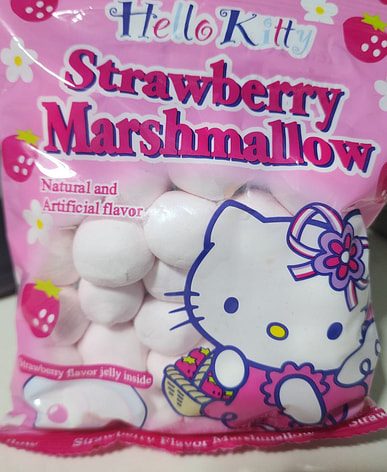 Hello Kitty
Strawberry
Marshmallow
Natural and
Artificial flavor
Strawberry flavor jelly inside
Strawberry Flavor Marshmallow